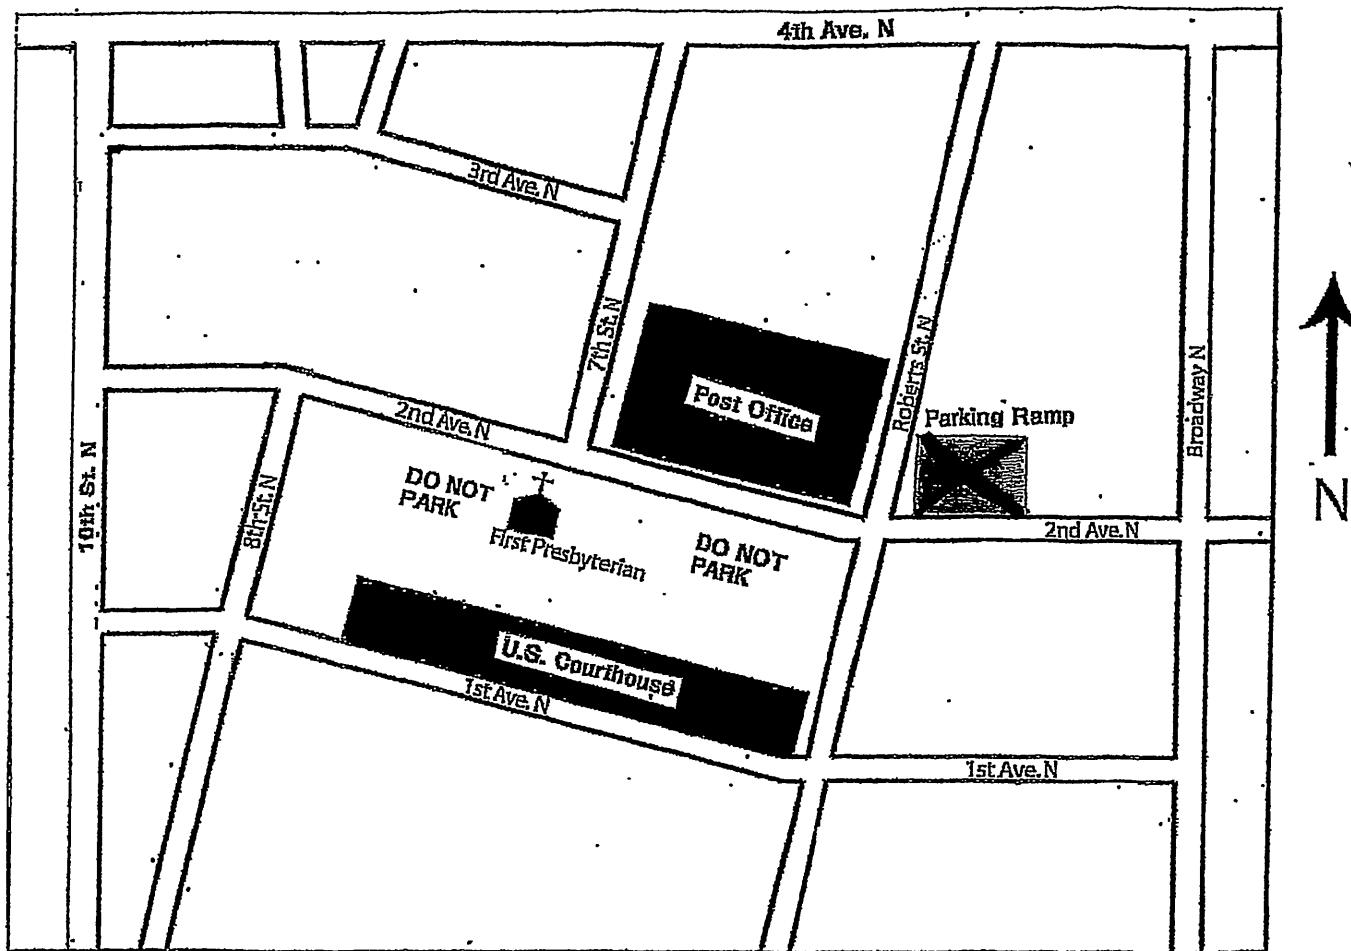 4th Ave. N
3rd Ave. N
7th St. N
Roberts St. N
Broadway N
Post Office
Parking Ramp
2nd Ave. N
10th St. N
8th St. N
DO NOT
PARK
First Presbyterian
DO NOT
PARK
2nd Ave. N
N
U.S. Courthouse
1st Ave. N
1st Ave. N